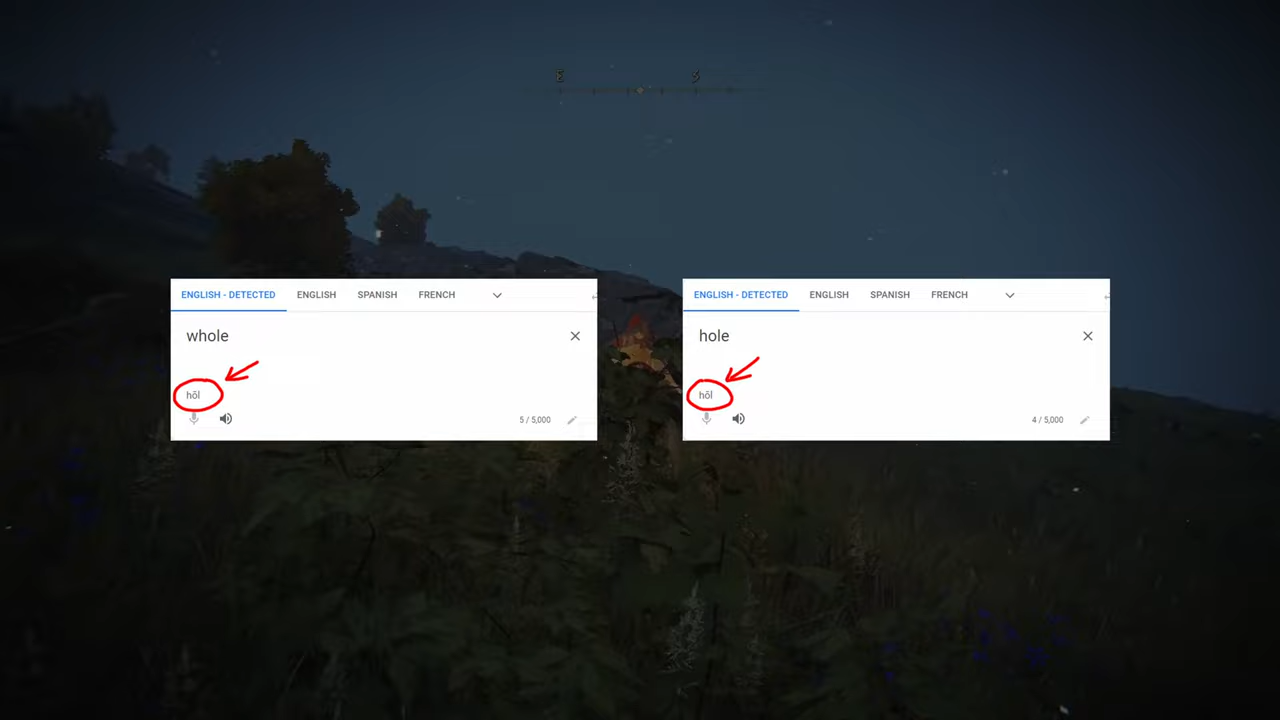 E S
ENGLISH - DETECTED ENGLISH SPANISH FRENCH
whole
hōl
5 / 5,000
ENGLISH - DETECTED ENGLISH SPANISH FRENCH
hole
hōl
4 / 5,000